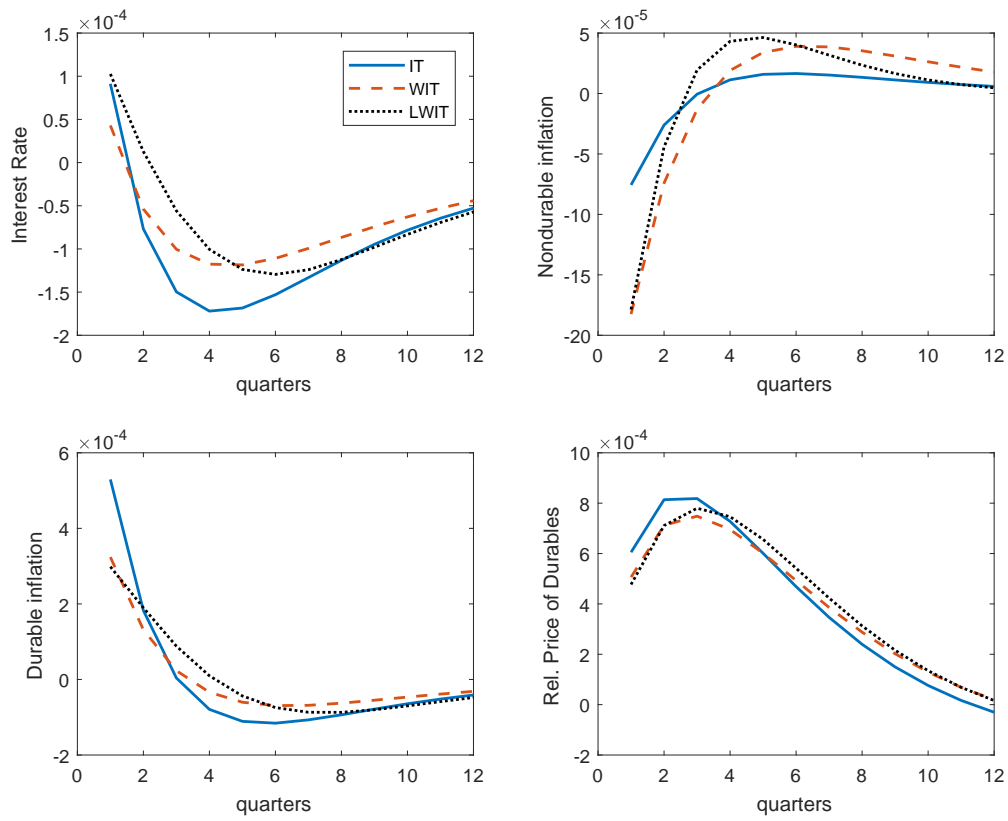 ×10-4
1.5
1
0.5
0
-0.5
-1
-1.5
-2
Interest Rate
IT
WIT
LWIT
0 2 4 6 8 10 12
quarters
×10-5
5
0
-5
-10
-15
-20
Nondurable inflation
0 2 4 6 8 10 12
quarters
×10-4
6
4
2
0
-2
Durable inflation
0 2 4 6 8 10 12
quarters
×10-4
10
8
6
4
2
0
-2
Rel. Price of Durables
0 2 4 6 8 10 12
quarters